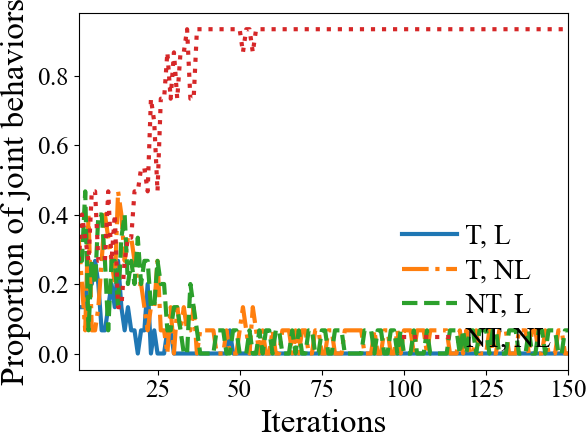 Proportion of joint behaviors
0.8
0.6
0.4
0.2
0.0
T, L
T, NL
NT, L
NT, NL
25
50
75
100
125
150
Iterations